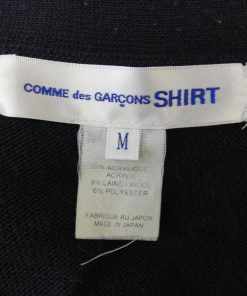 COMME des GARÇONS SHIRT
M
ACRYLIQUE
ACRYLIC
9% LAINE / WOOL
6% POLYESTER
FABRIQUE AU JAPON
MADE IN JAPAN